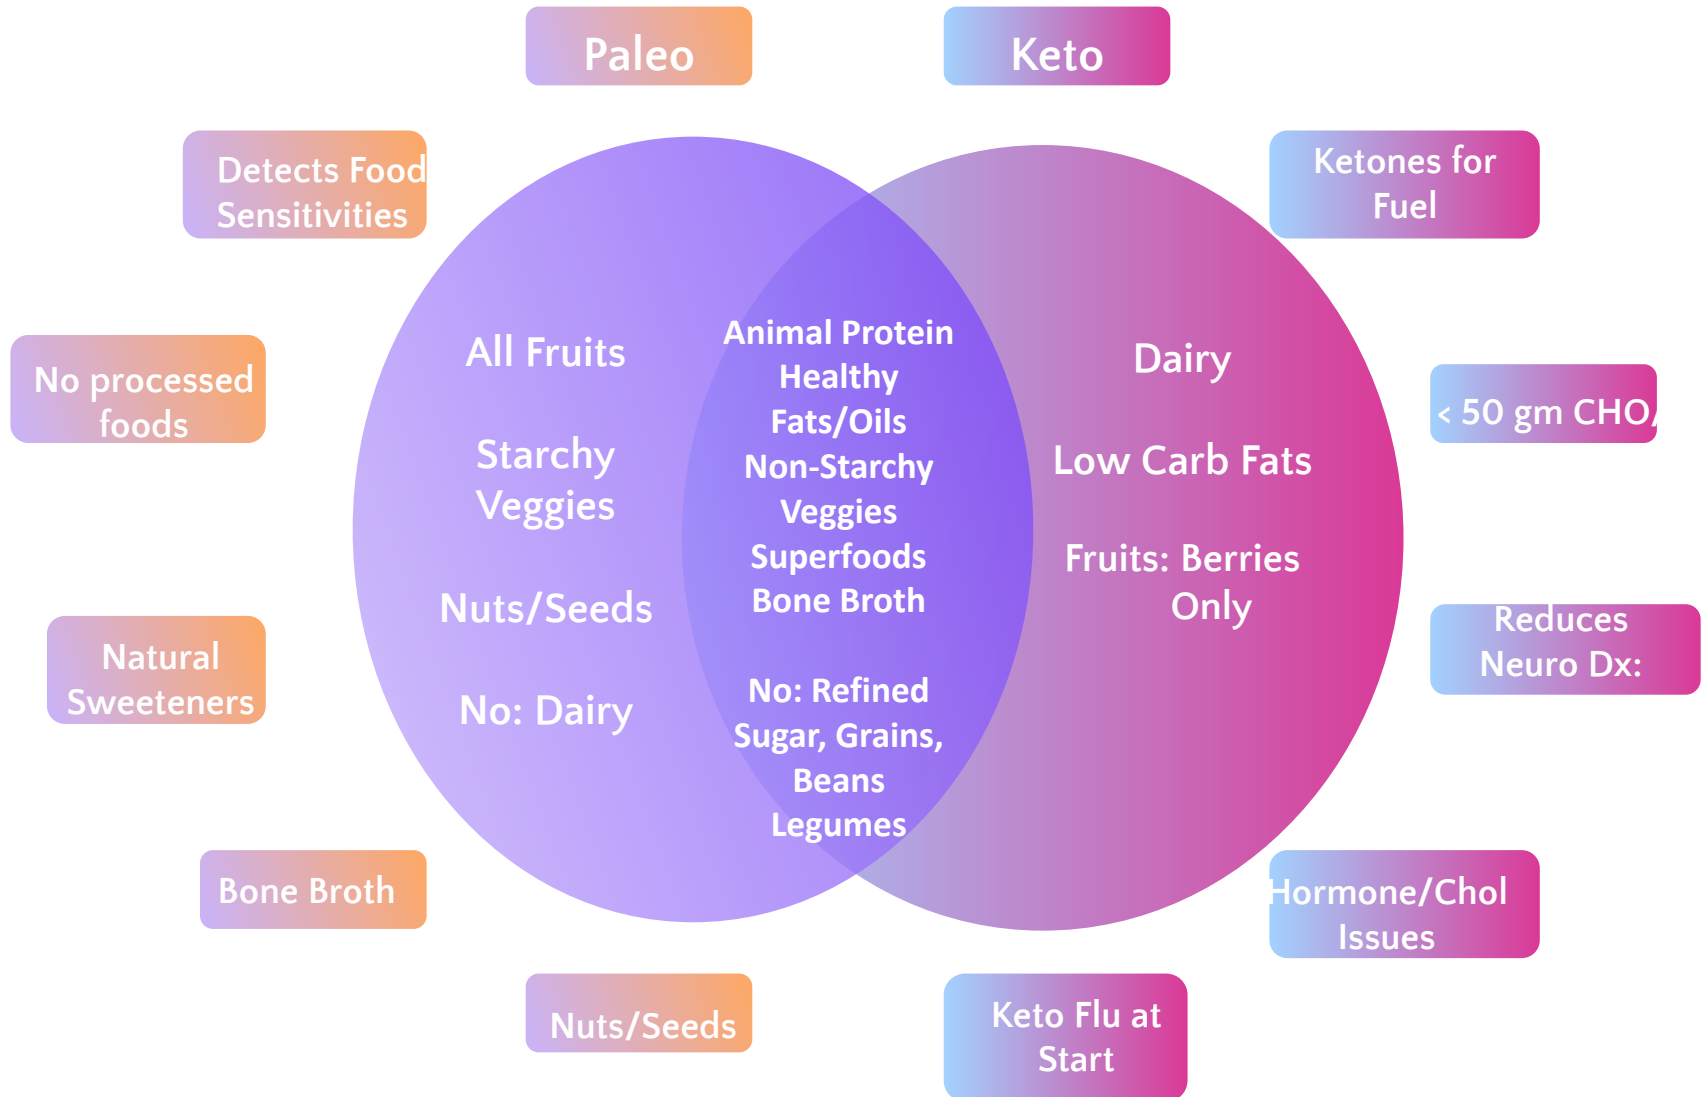 Paleo
Keto
Detects Food
Sensitivities
Ketones for
Fuel
No processed
foods
All Fruits
Starchy
Veggies
Nuts/Seeds
No: Dairy
Animal Protein
Healthy
Fats/Oils
Non-Starchy
Veggies
Superfoods
Bone Broth
No: Refined
Sugar, Grains,
Beans
Legumes
Dairy
Low Carb Fats
Fruits: Berries
Only
< 50 gm CHO/
Natural
Sweeteners
Reduces
Neuro Dx:
Bone Broth
Hormone/Chol
Issues
Nuts/Seeds
Keto Flu at
Start